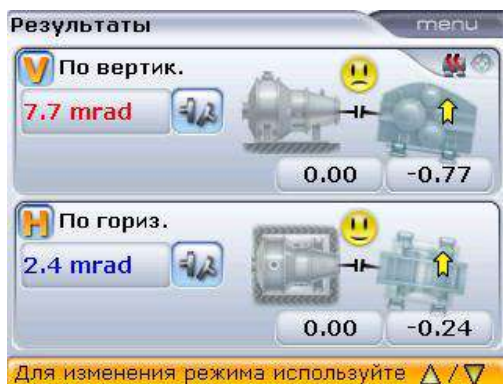 Результаты menu
V По вертик.
7.7 mrad
0.00 -0.77
H По гориз.
2.4 mrad
0.00 -0.24
Для изменения режима используйте △/▽